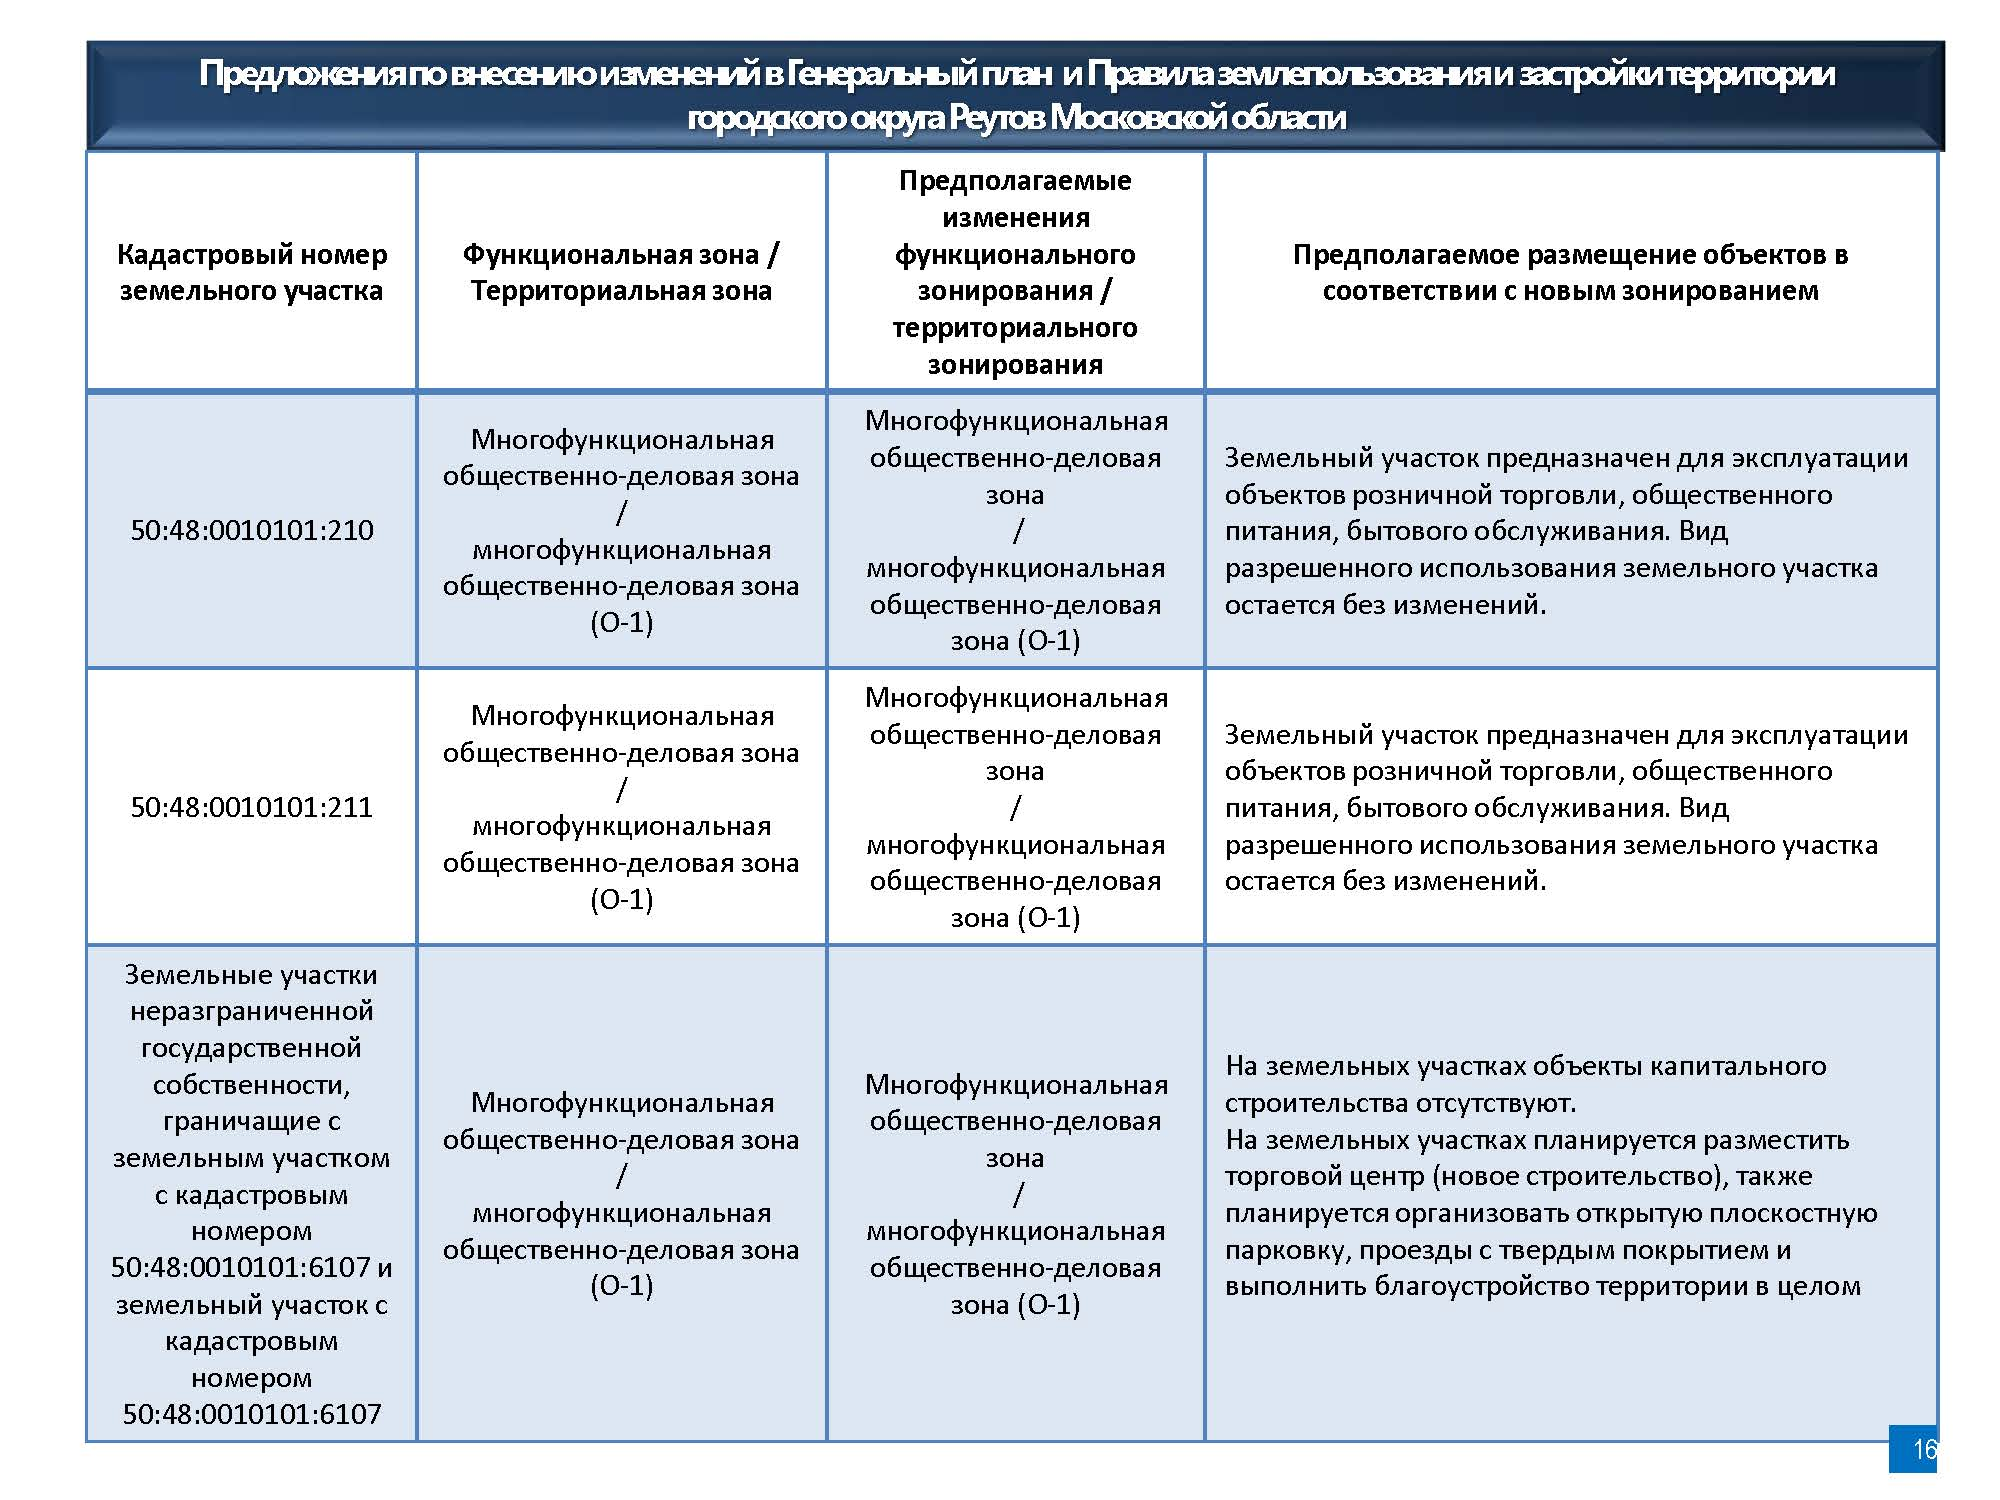 Предложения по внесению изменений в Генеральный план и Правила землепользования и застройки территории
городского округа Реутов Московской области
Кадастровый номер
земельного участка
Функциональная зона /
Территориальная зона
Предполагаемые
изменения
функционального
зонирования /
территориального
зонирования
Предполагаемое размещение объектов в
соответствии с новым зонированием
50:48:0010101:210
Многофункциональная
общественно-деловая зона
/
многофункциональная
общественно-деловая зона
(О-1)
Многофункциональная
общественно-деловая
зона
/
многофункциональная
общественно-деловая
зона (О-1)
Земельный участок предназначен для эксплуатации
объектов розничной торговли, общественного
питания, бытового обслуживания. Вид
разрешенного использования земельного участка
остается без изменений.
50:48:0010101:211
Многофункциональная
общественно-деловая зона
/
многофункциональная
общественно-деловая зона
(О-1)
Многофункциональная
общественно-деловая
зона
/
многофункциональная
общественно-деловая
зона (О-1)
Земельный участок предназначен для эксплуатации
объектов розничной торговли, общественного
питания, бытового обслуживания. Вид
разрешенного использования земельного участка
остается без изменений.
Земельные участки
неразграниченной
государственной
собственности,
граничащие с
земельным участком
с кадастровым
номером
50:48:0010101:6107 и
земельный участок с
кадастровым
номером
50:48:0010101:6107
Многофункциональная
общественно-деловая зона
/
многофункциональная
общественно-деловая зона
(О-1)
Многофункциональная
общественно-деловая
зона
/
многофункциональная
общественно-деловая
зона (О-1)
На земельных участках объекты капитального
строительства отсутствуют.
На земельных участках планируется разместить
торговой центр (новое строительство), также
планируется организовать открытую плоскостную
парковку, проезды с твердым покрытием и
выполнить благоустройство территории в целом
16